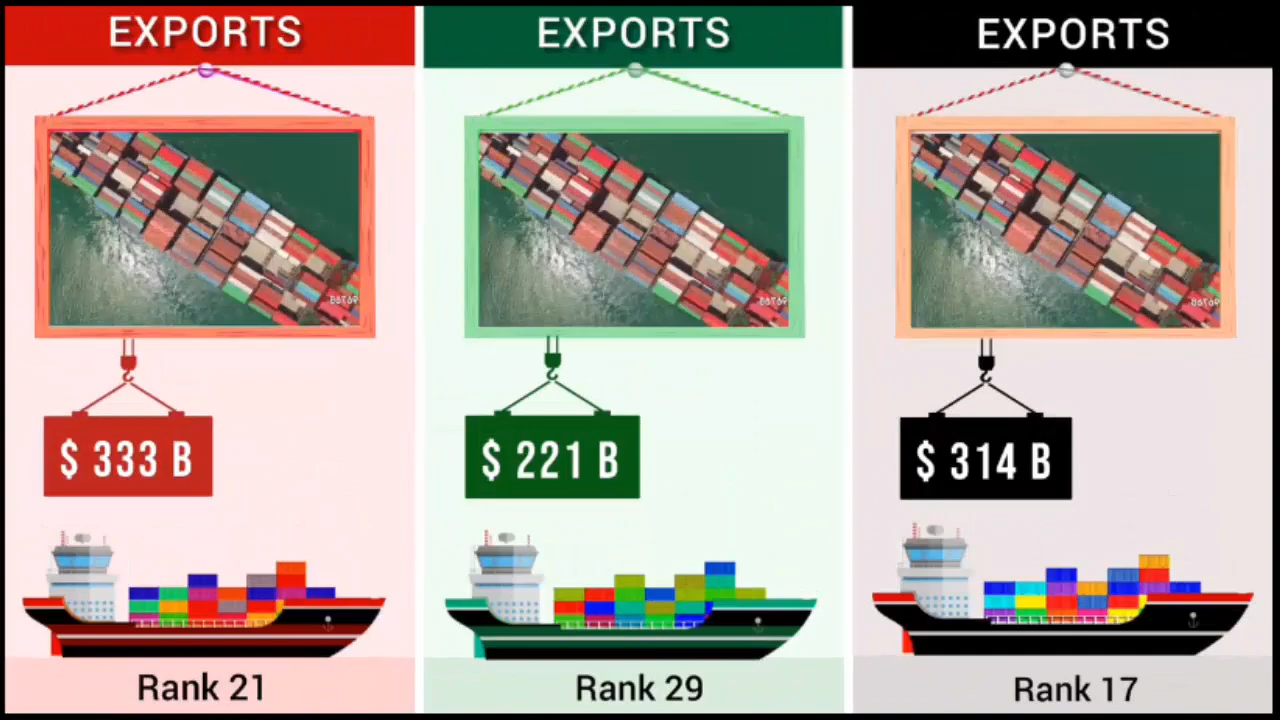 EXPORTS
$ 333 B
Rank 21
EXPORTS
$ 221 B
Rank 29
EXPORTS
$ 314 B
Rank 17